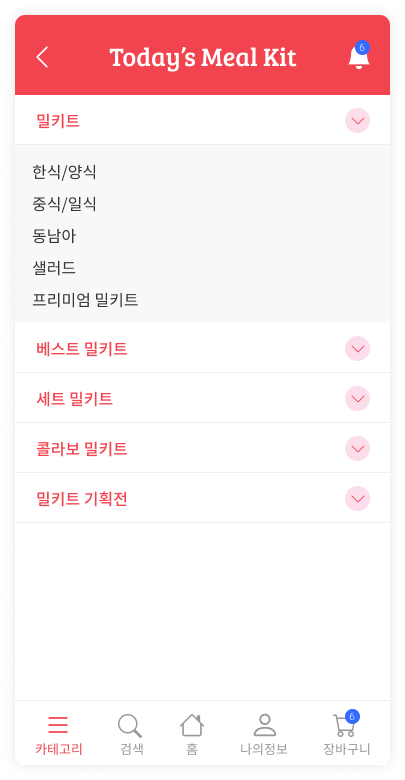 Today's Meal Kit
6
밀키트
한식/양식
중식/일식
동남아
샐러드
프리미엄 밀키트
베스트 밀키트
세트 밀키트
콜라보 밀키트
밀키트 기획전
6
카테고리 검색 홈 나의정보 장바구니